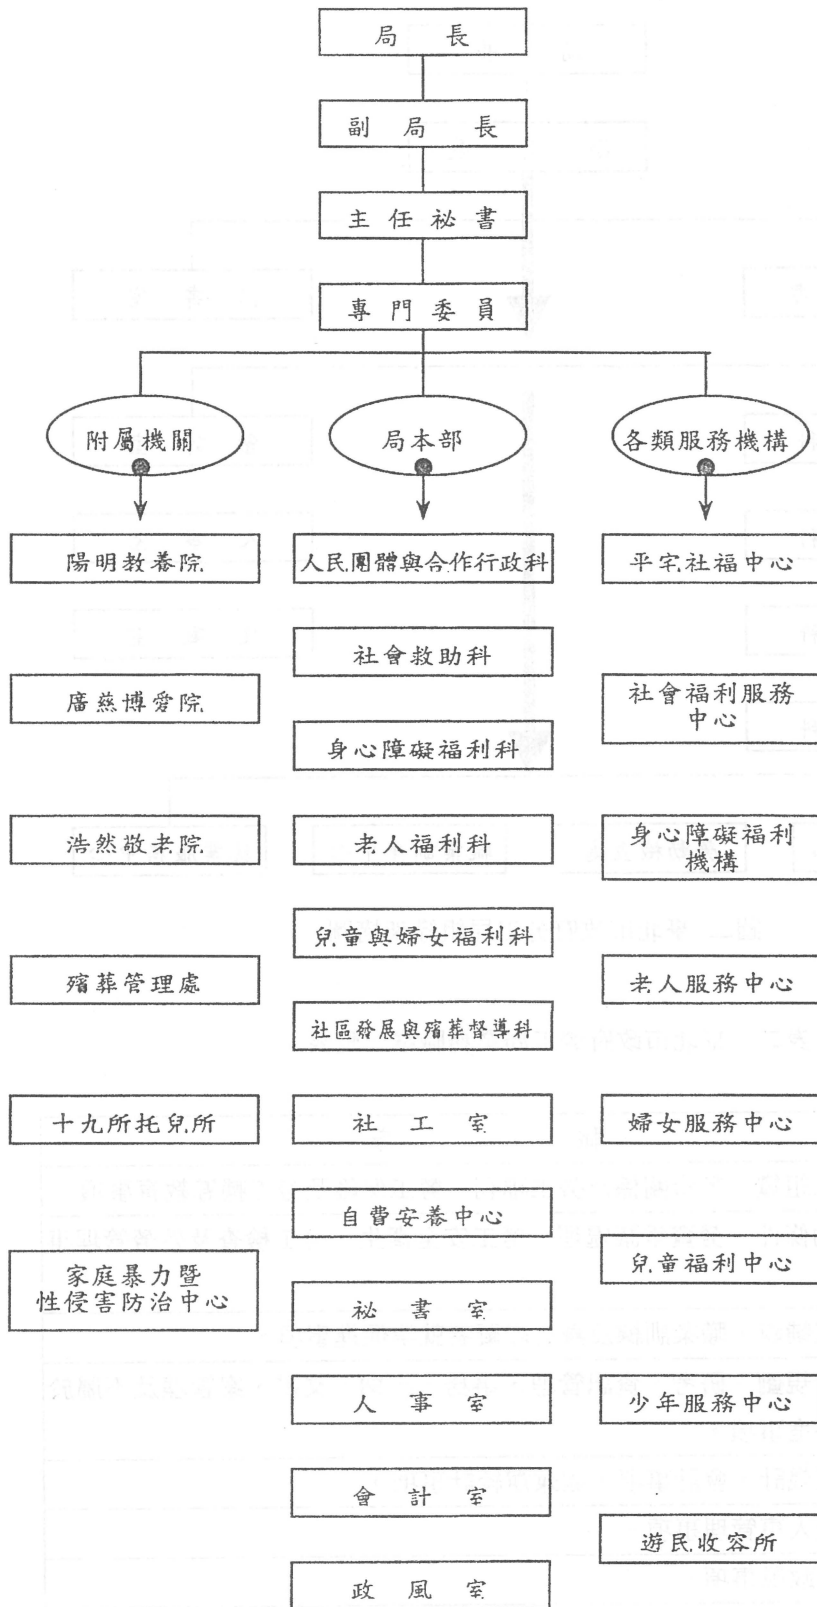 局長
副局長
主任祕書
專門委員
附屬機關
局本部
各類服務機構
陽明教養院
廣慈博愛院
浩然敬老院
殯葬管理處
十九所托兒所
家庭暴力暨
性侵害防治中心
人民團體與合作行政科
社會救助科
身心障礙福利科
老人福利科
兒童與婦女福利科
社區發展與殯葬督導科
社工室
自費安養中心
祕書室
人事室
會計室
政風室
平宅社福中心
社會福利服務
中心
身心障礙福利
機構
老人服務中心
婦女服務中心
兒童福利中心
少年服務中心
遊民收容所